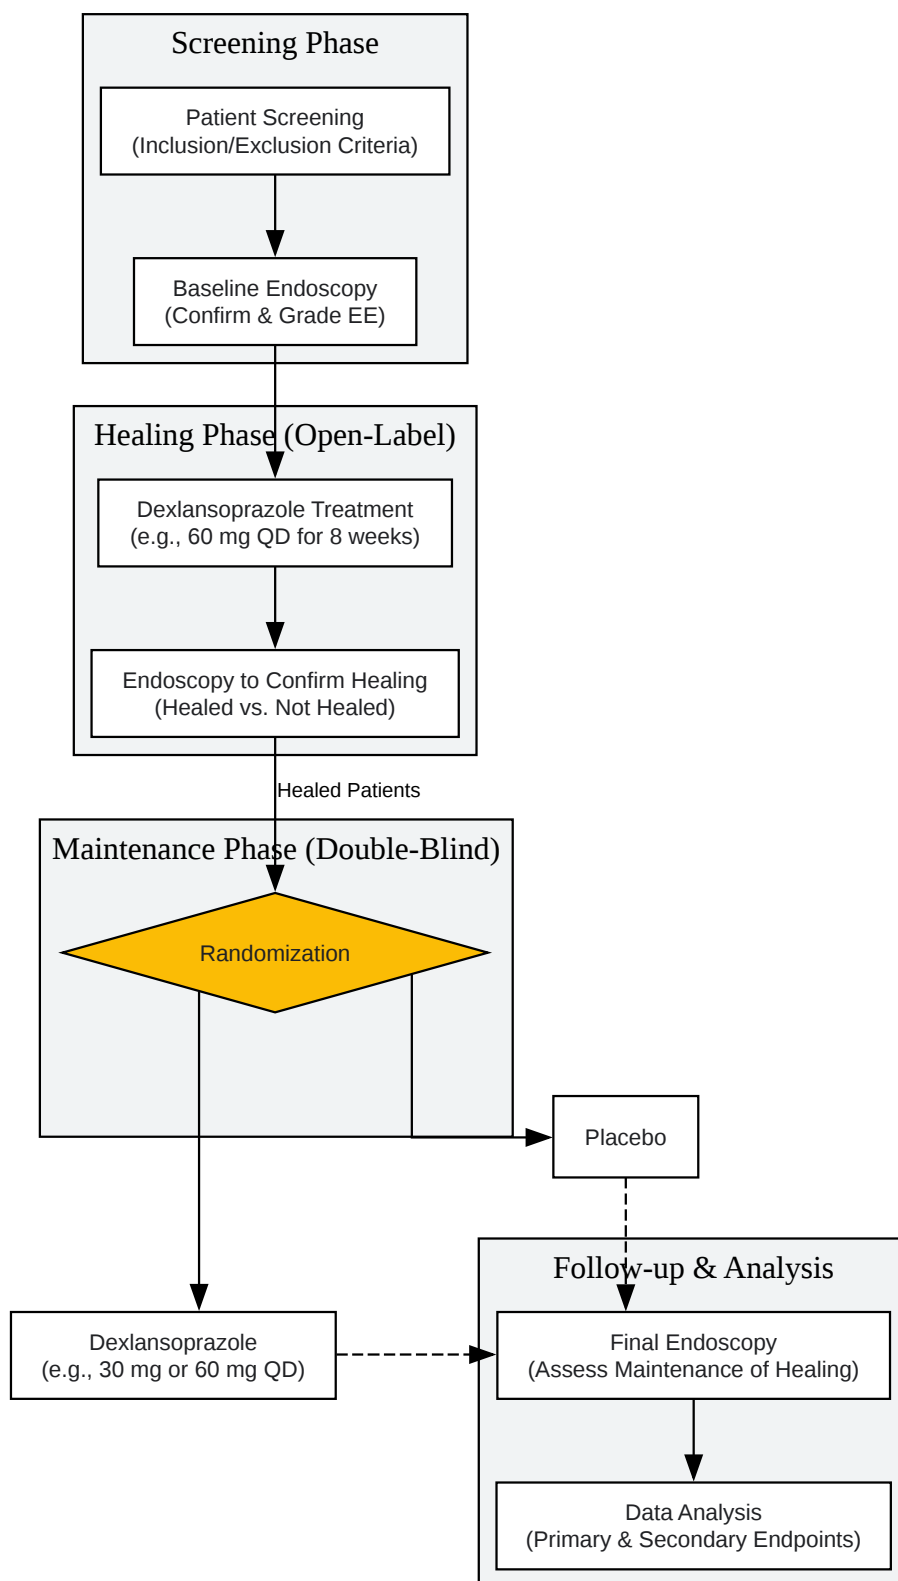 Screening Phase
Patient Screening
(Inclusion/Exclusion Criteria)
Baseline Endoscopy
(Confirm & Grade EE)
Healing Phase (Open-Label)
Dexlansoprazole Treatment
(e.g., 60 mg QD for 8 weeks)
Endoscopy to Confirm Healing
(Healed vs. Not Healed)
Healed Patients
Maintenance Phase (Double-Blind)
Randomization
Placebo
Follow-up & Analysis
Dexlansoprazole
(e.g., 30 mg or 60 mg QD)
Final Endoscopy
(Assess Maintenance of Healing)
Data Analysis
(Primary & Secondary Endpoints)